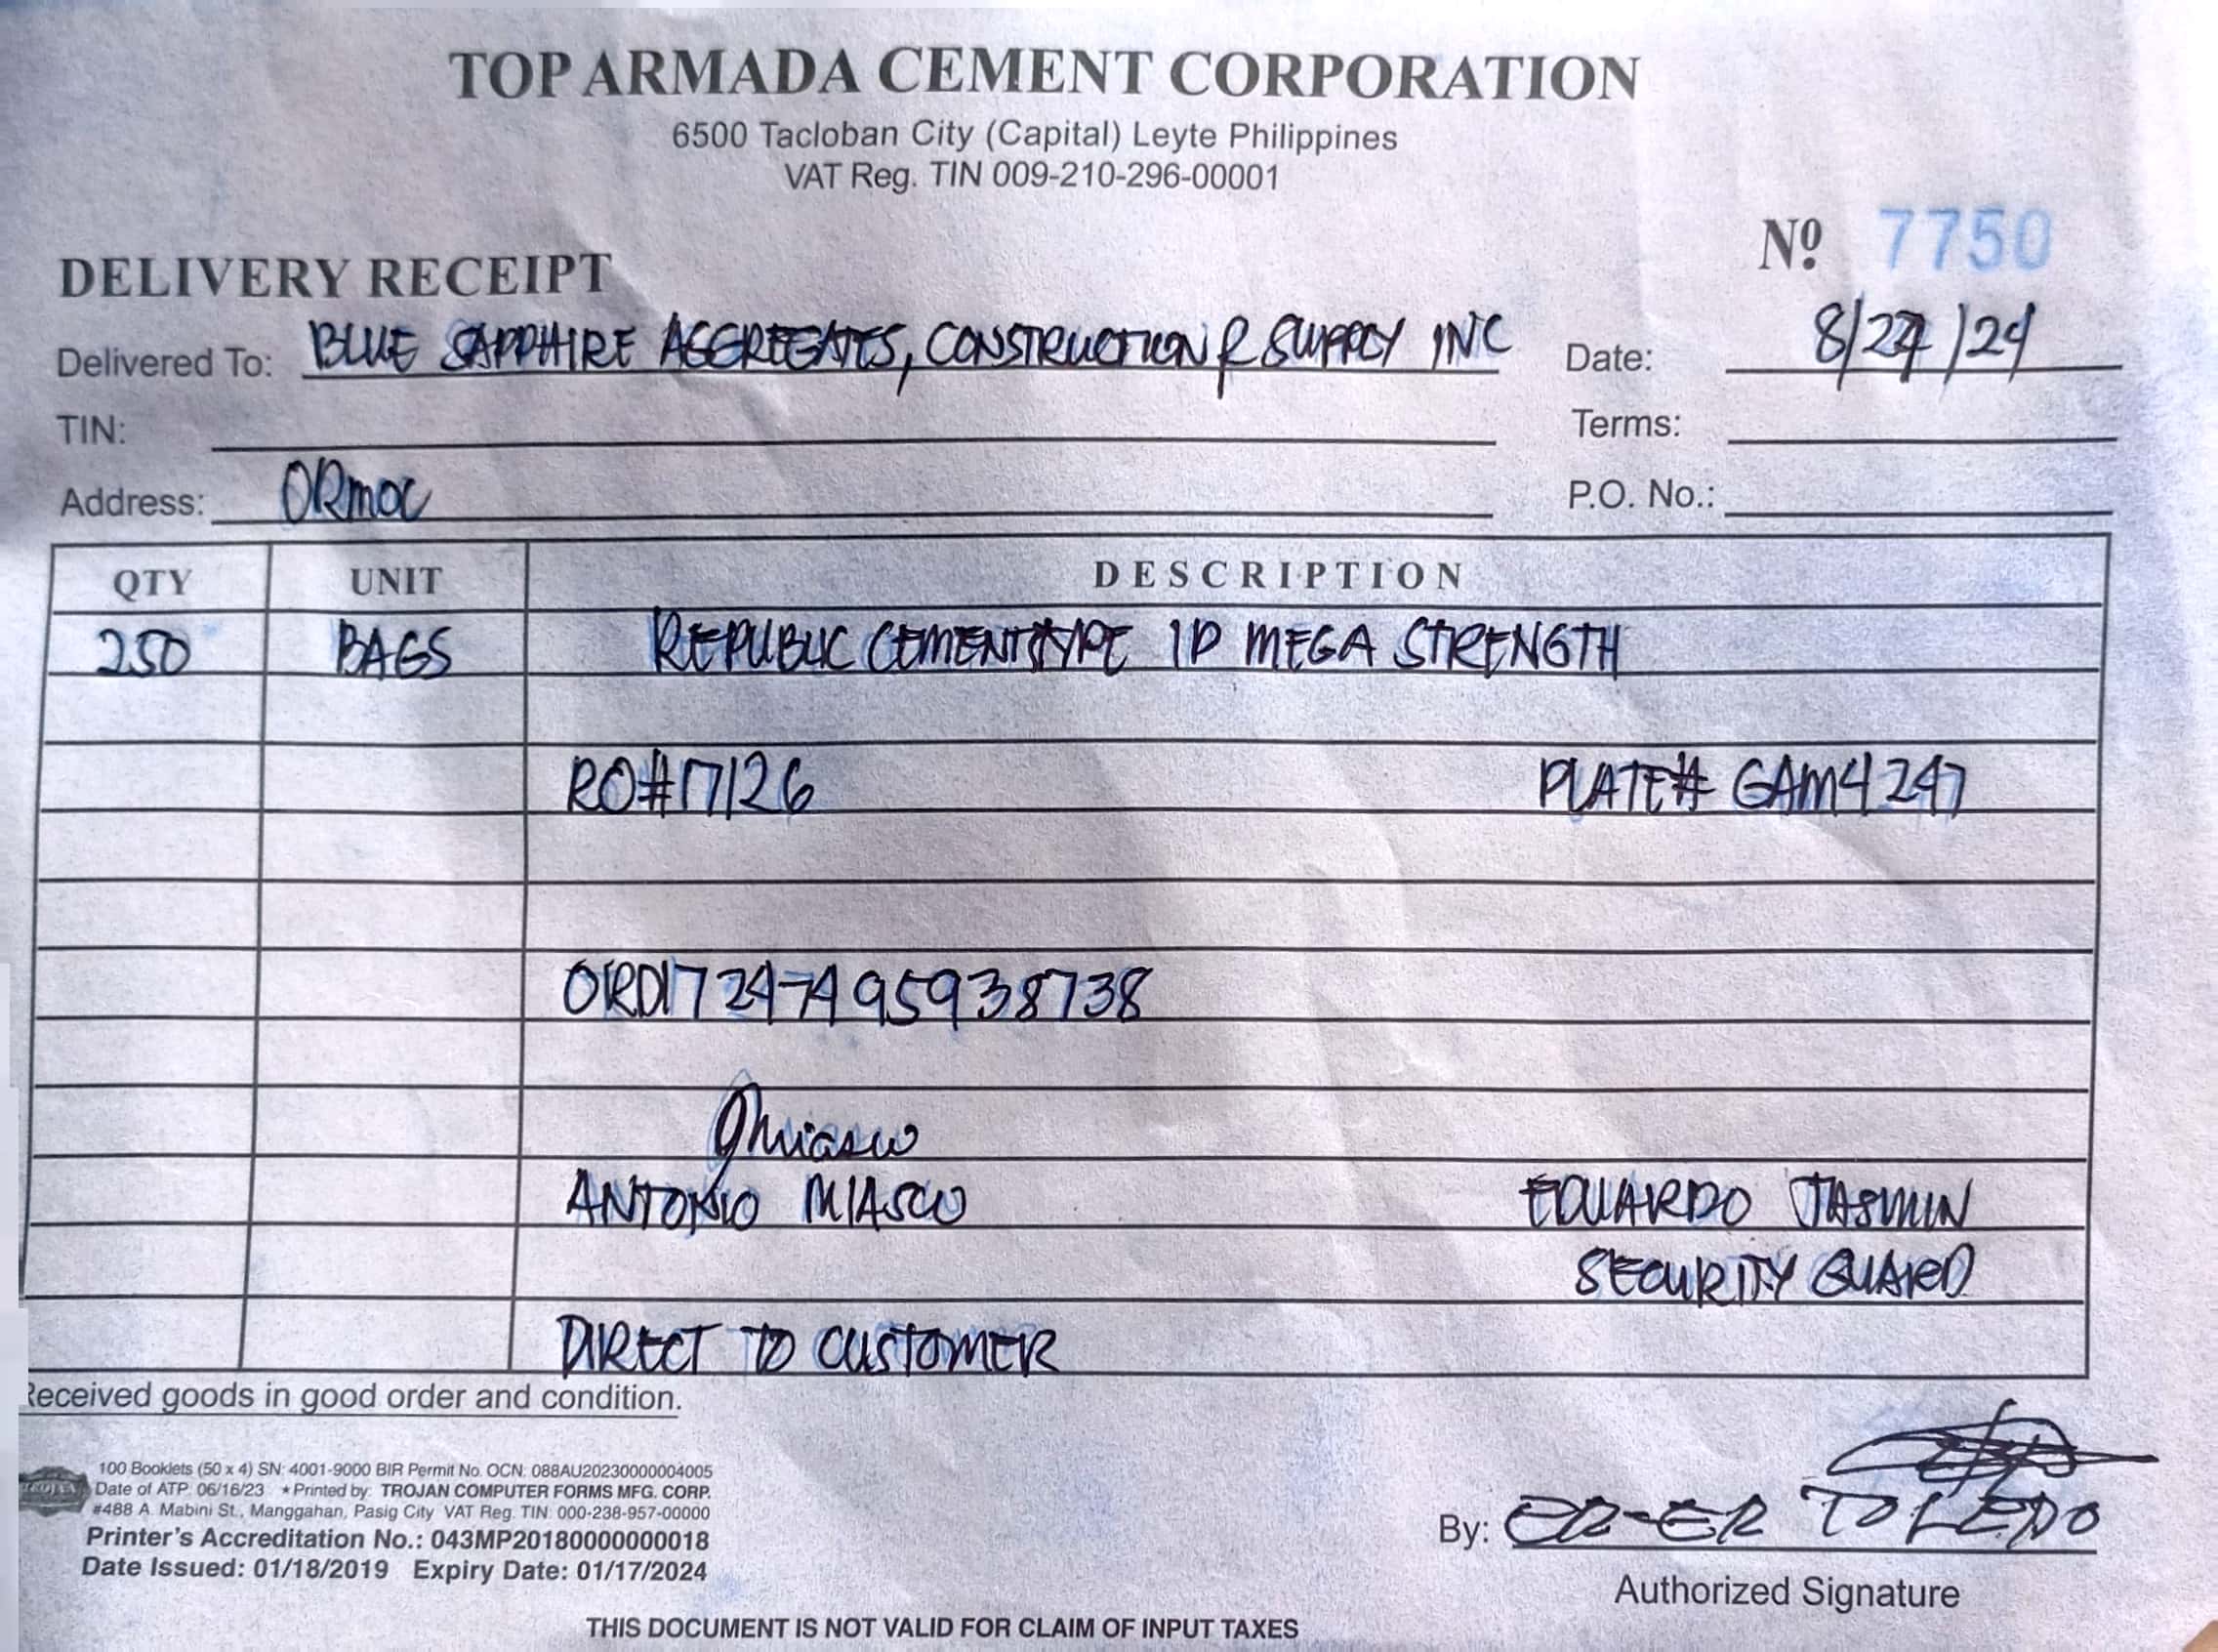 TOP ARMADA CEMENT CORPORATION
6500 Tacloban City (Capital) Leyte Philippines
VAT Reg. TIN 009-210-296-00001
Nº 7750
DELIVERY RECEIPT
Delivered To: BLUE SAPPHIRE AGGREGATES, CONSTRUCTION & SUPPLY INC Date: 8/27/24
TIN: Terms:
Address: ORMOC P.O. No.:
QTY UNIT DESCRIPTION
250 BAGS REPUBLIC CEMENT TYPE 1P MEGA STRENGTH
RO#17126 PLATE# GAM4247
ORD17247495938738
ANTONIO MIASCO EDUARDO JASMIN
SECURITY GUARD
DIRECT TO CUSTOMER
Received goods in good order and condition.
100 Booklets (50 x 4) SN: 4001-9000 BIR Permit No. OCN: 088AU20230000004005
Date of ATP: 06/16/23 ★Printed by: TROJAN COMPUTER FORMS MFG. CORP.
#488 A. Mabini St., Manggahan, Pasig City VAT Reg. TIN: 000-238-957-00000
Printer's Accreditation No.: 043MP20180000000018
Date Issued: 01/18/2019 Expiry Date: 01/17/2024
By: ER-ER TOLEDO
Authorized Signature
THIS DOCUMENT IS NOT VALID FOR CLAIM OF INPUT TAXES